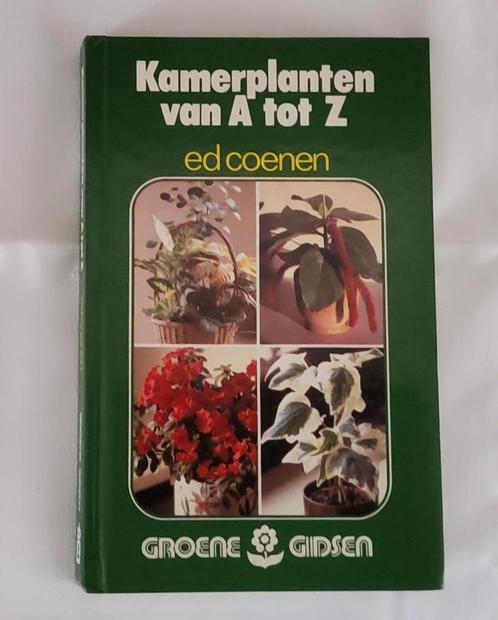 Kamerplanten
van A tot Z
ed coenen
GROENE GIDSEN